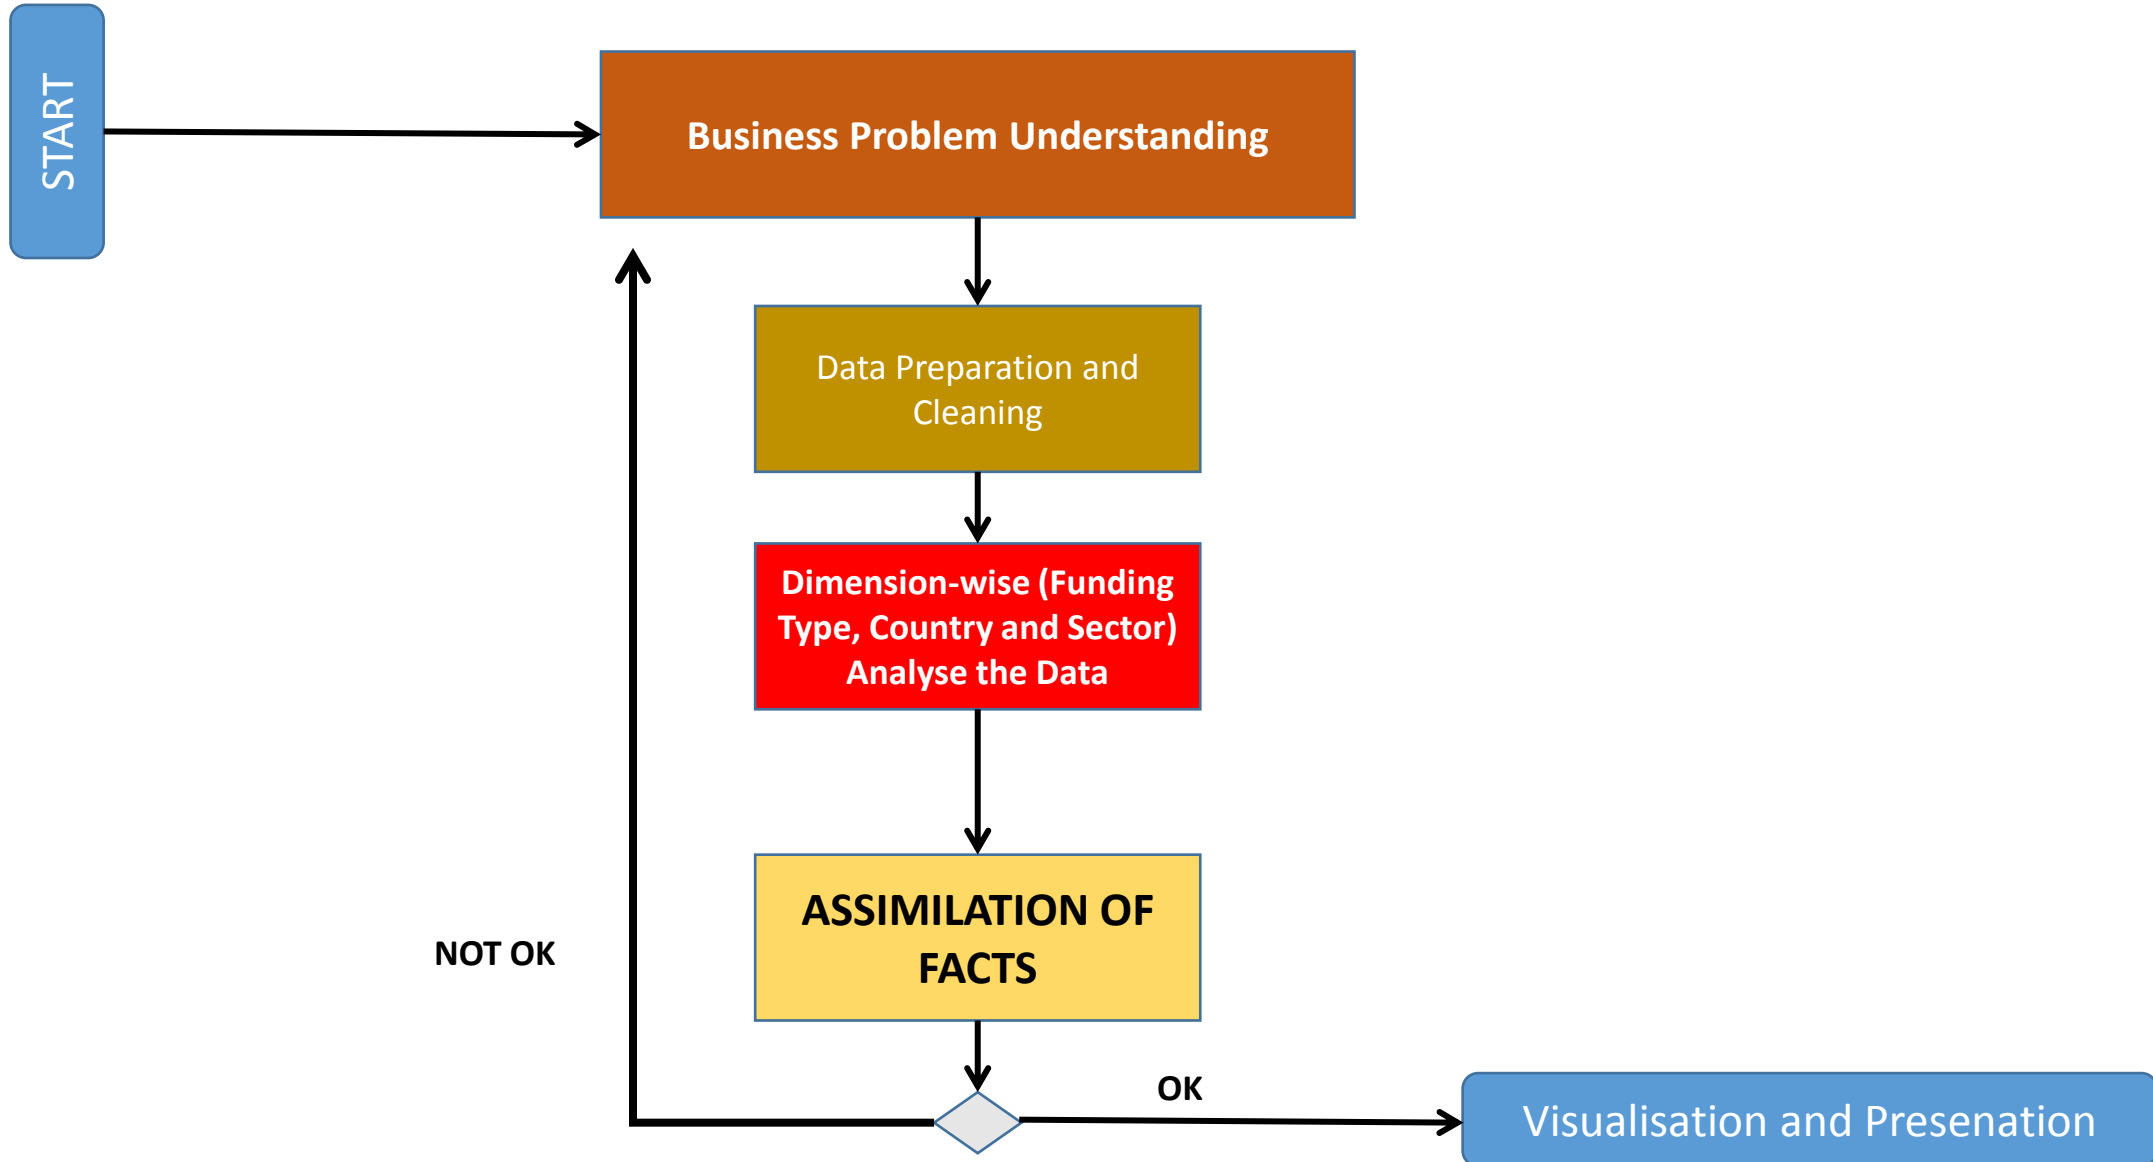 START
Business Problem Understanding
Data Preparation and
Cleaning
Dimension-wise (Funding
Type, Country and Sector)
Analyse the Data
ASSIMILATION OF
FACTS
NOT OK
OK
Visualisation and Presenation